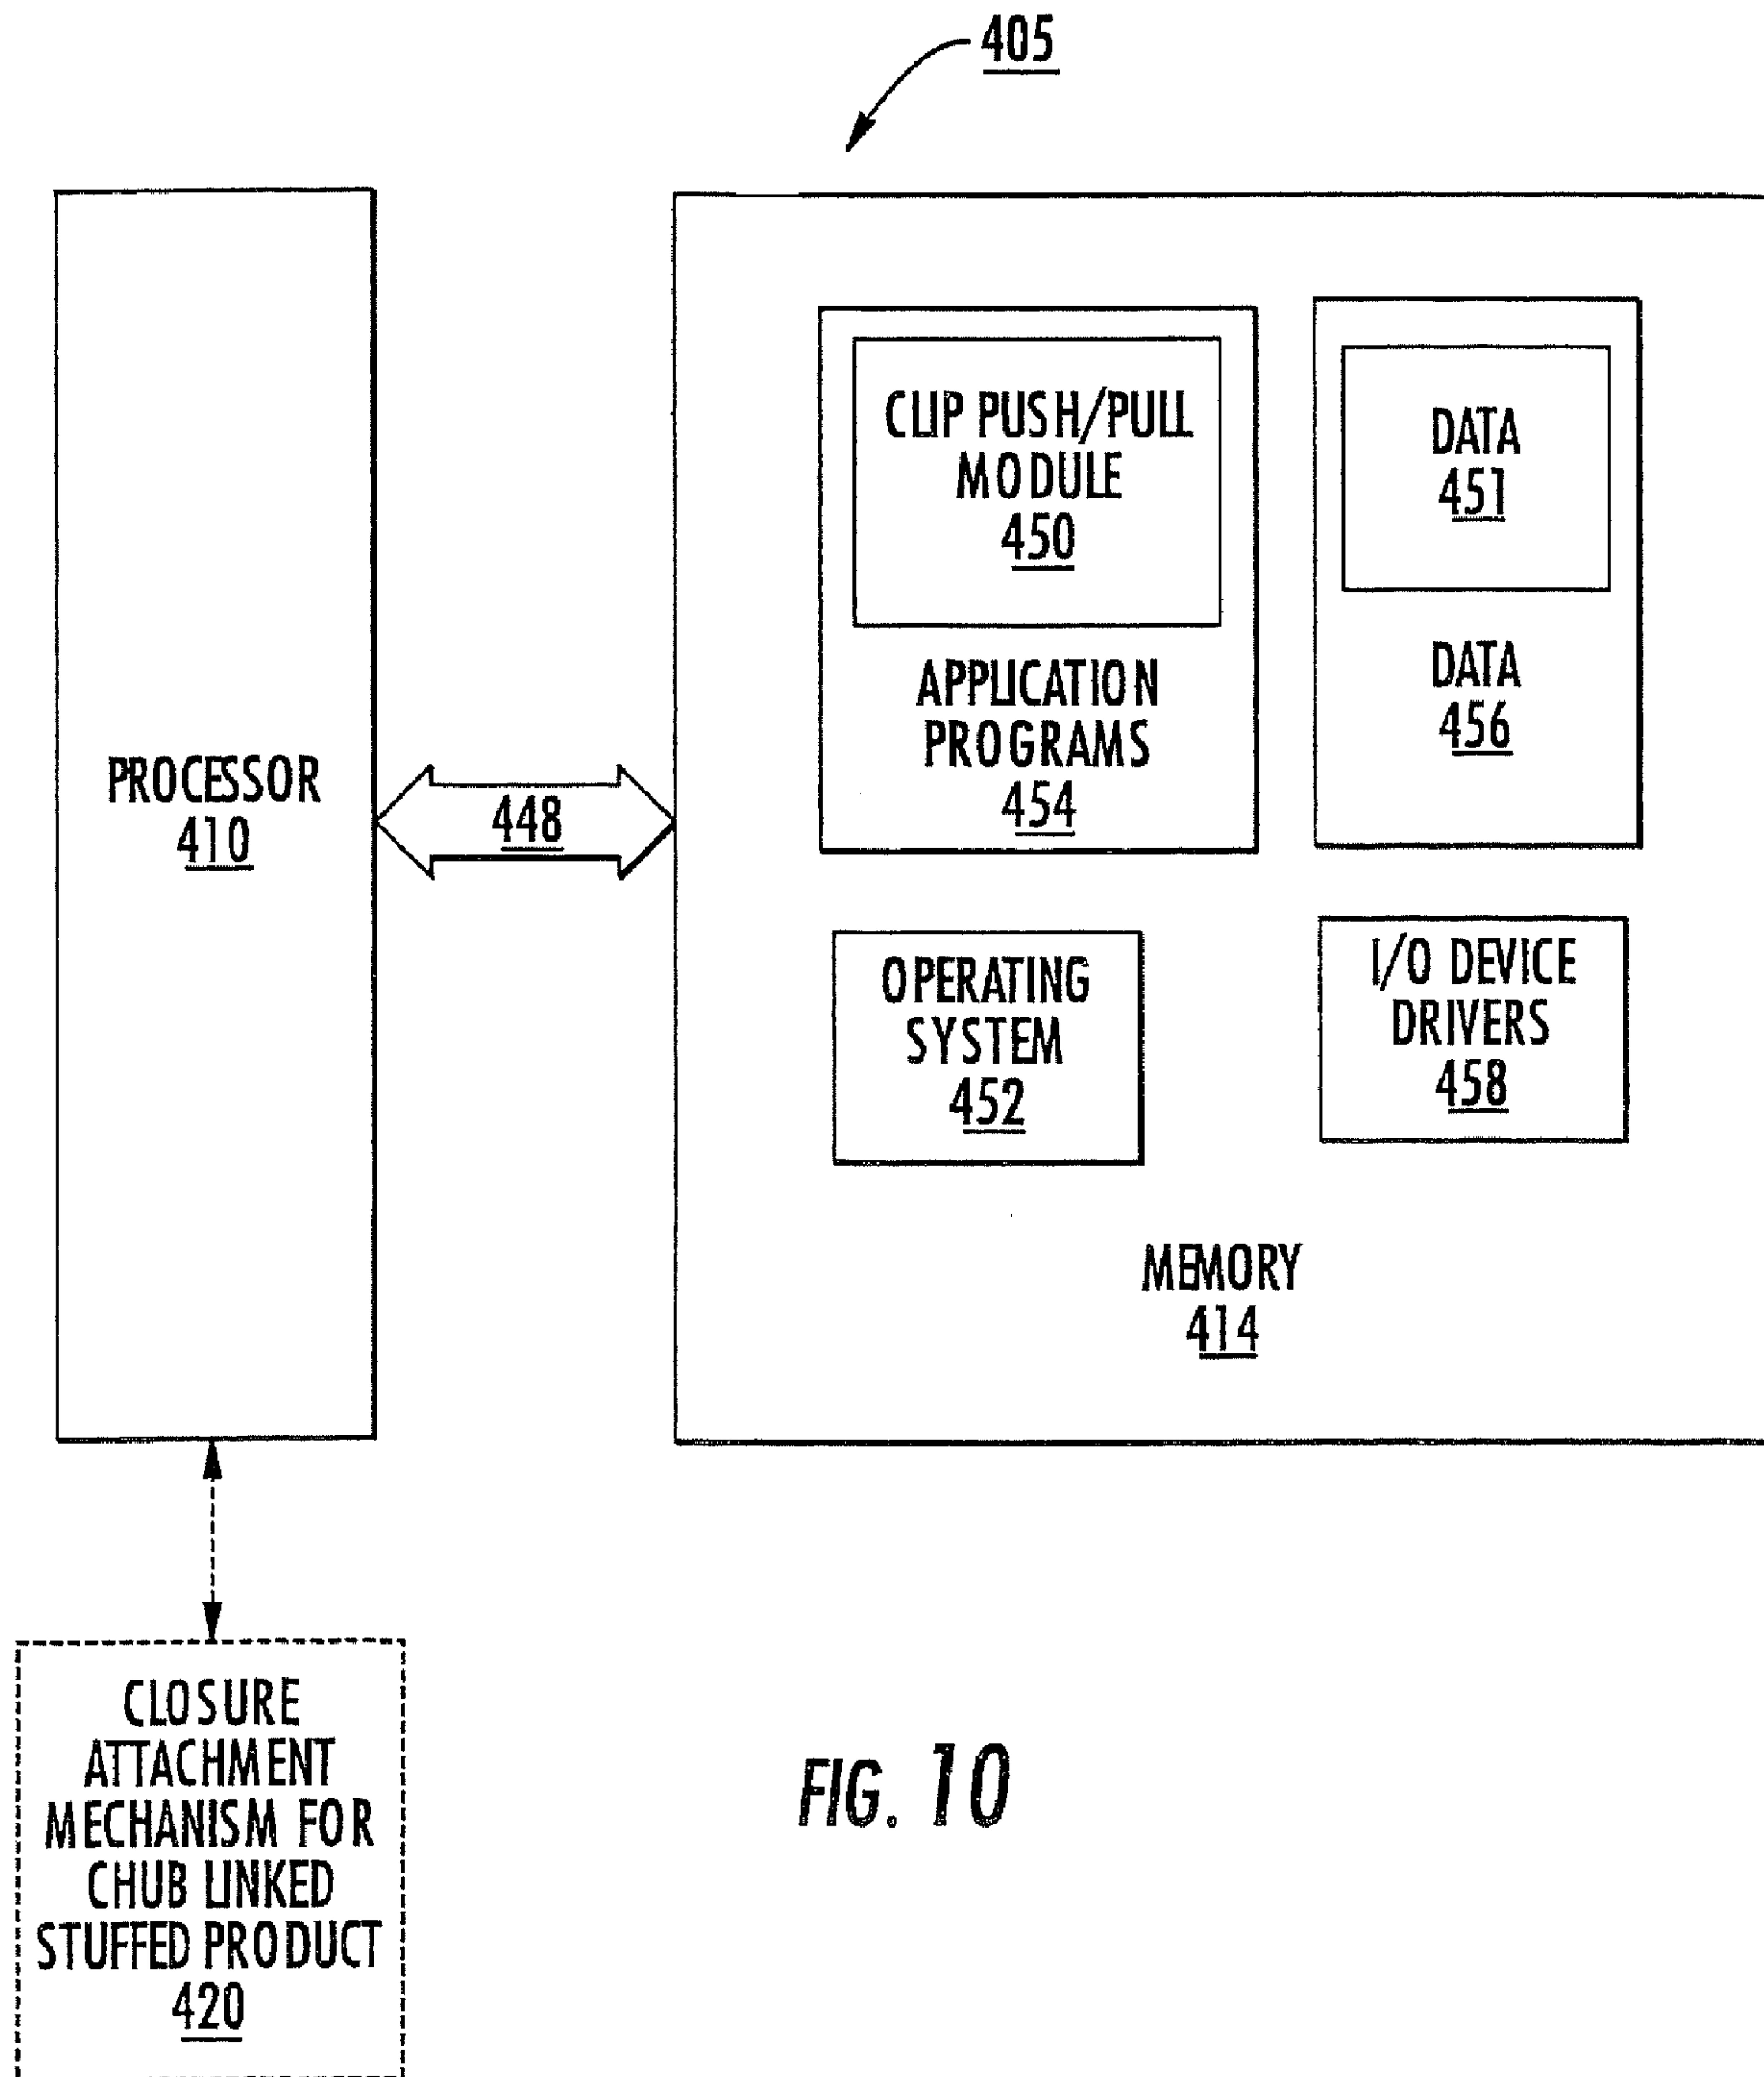 405
CLIP PUSH/PULL
MODULE
450
APPLICATION
PROGRAMS
454
DATA
451
DATA
456
PROCESSOR
410
448
OPERATING
SYSTEM
452
I/O DEVICE
DRIVERS
458
MEMORY
414
CLOSURE
ATTACHMENT
MECHANISM FOR
CHUB LINKED
STUFFED PRODUCT
420
FIG. 10